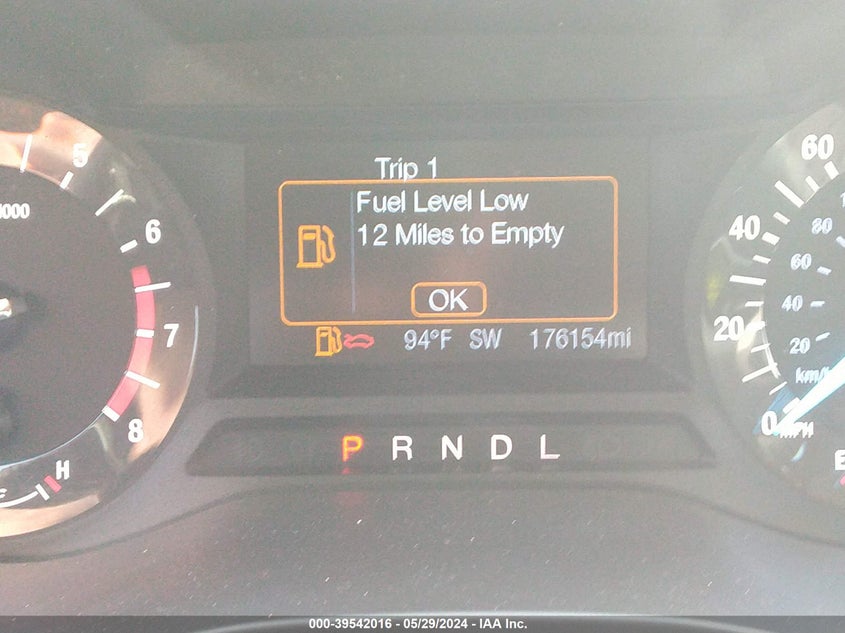 Trip 1
Fuel Level Low
12 Miles to Empty
OK
94°F SW 176154mi
P R N D L
5
6
7
8
H
60
40
20
0
80
60
40
20
km/h
MPH
000-39542016 - 05/29/2024 - IAA Inc.